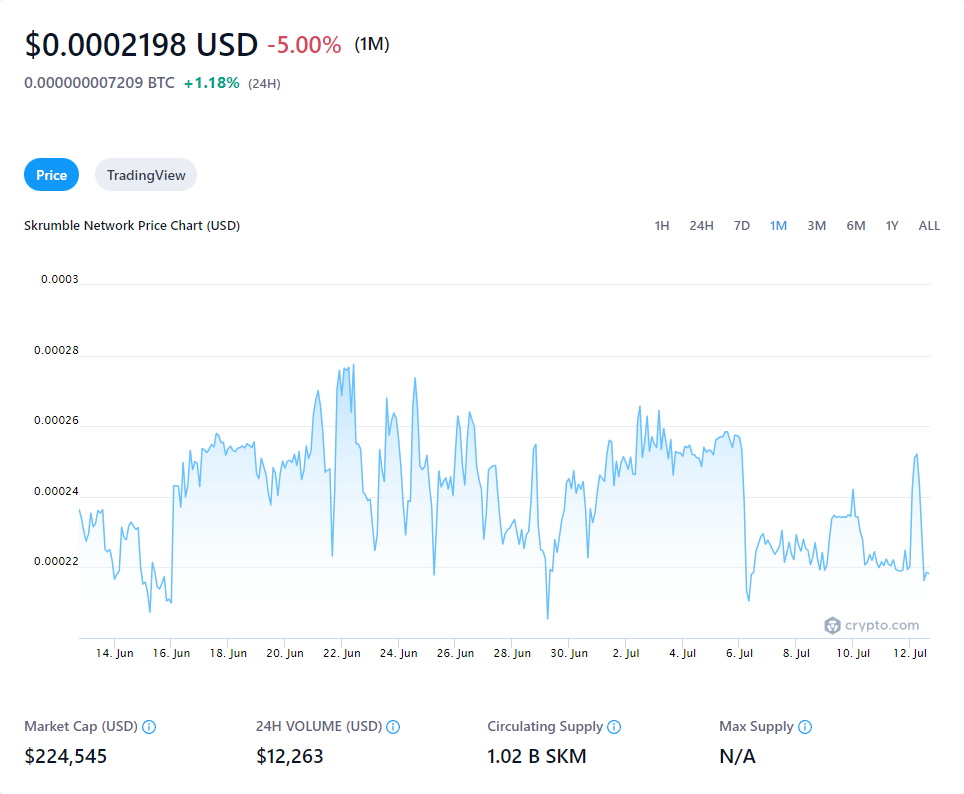 $0.0002198 USD -5.00% (1M)
0.000000007209 BTC +1.18% (24H)
Price TradingView
Skrumble Network Price Chart (USD) 1H 24H 7D 1M 3M 6M 1Y ALL
0.0003
0.00028
0.00026
0.00024
0.00022
crypto.com
14. Jun 16. Jun 18. Jun 20. Jun 22. Jun 24. Jun 26. Jun 28. Jun 30. Jun 2. Jul 4. Jul 6. Jul 8. Jul 10. Jul 12. Jul
Market Cap (USD) 24H VOLUME (USD) Circulating Supply Max Supply
$224,545 $12,263 1.02 B SKM N/A